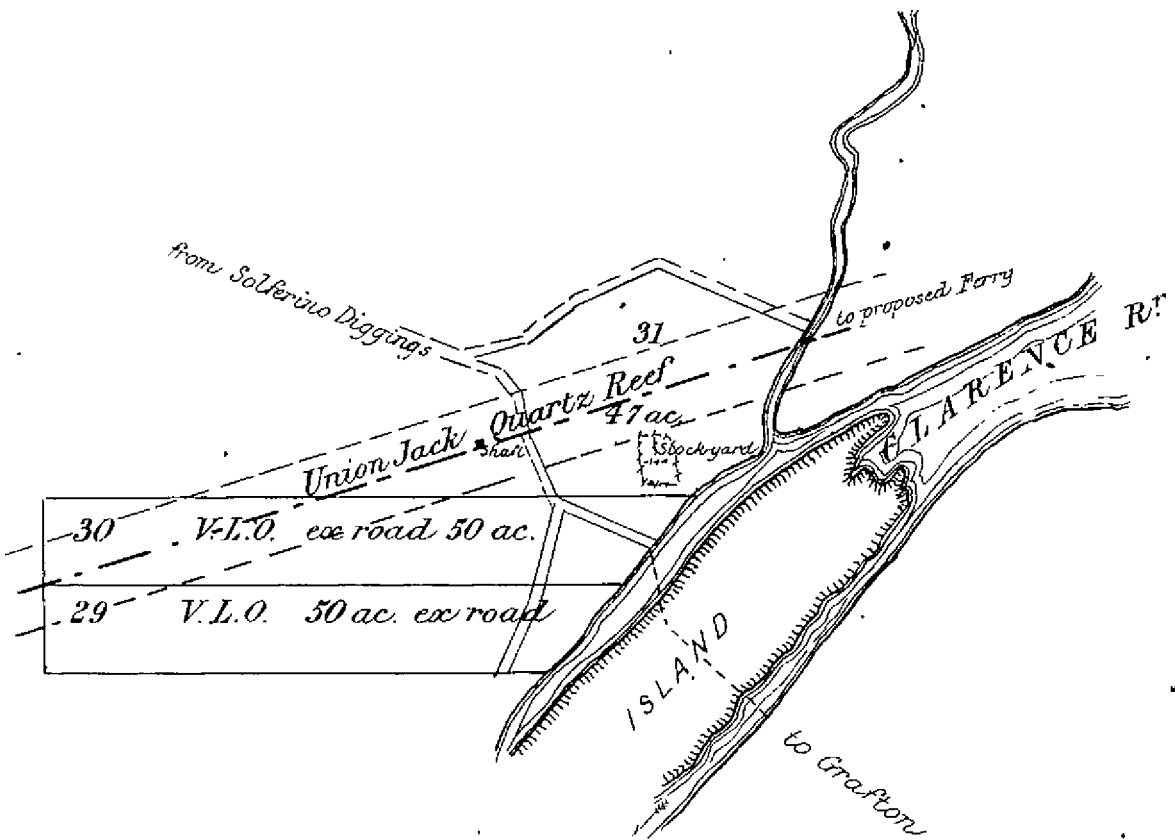 from Solferino Diggings
to proposed Ferry
31
CLARENCE Rr
Union Jack Quartz Reef
47 ac.
Shaft
Stockyard
30 V.L.O. ex road 50 ac.
29 V.L.O. 50 ac. ex road
ISLAND
to Grafton